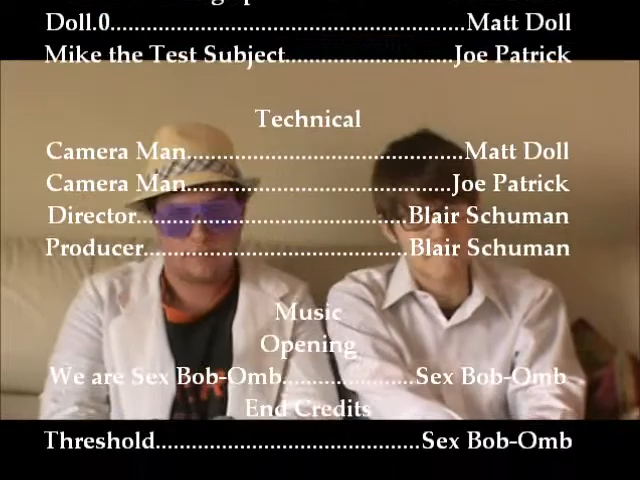 Doll.0....................................................Matt Doll
Mike the Test Subject.........................Joe Patrick
Technical
Camera Man.........................................Matt Doll
Camera Man.......................................Joe Patrick
Director........................................Blair Schuman
Producer.......................................Blair Schuman
Music
Opening
We are Sex Bob-Omb....................Sex Bob-Omb
End Credits
Threshold.......................................Sex Bob-Omb